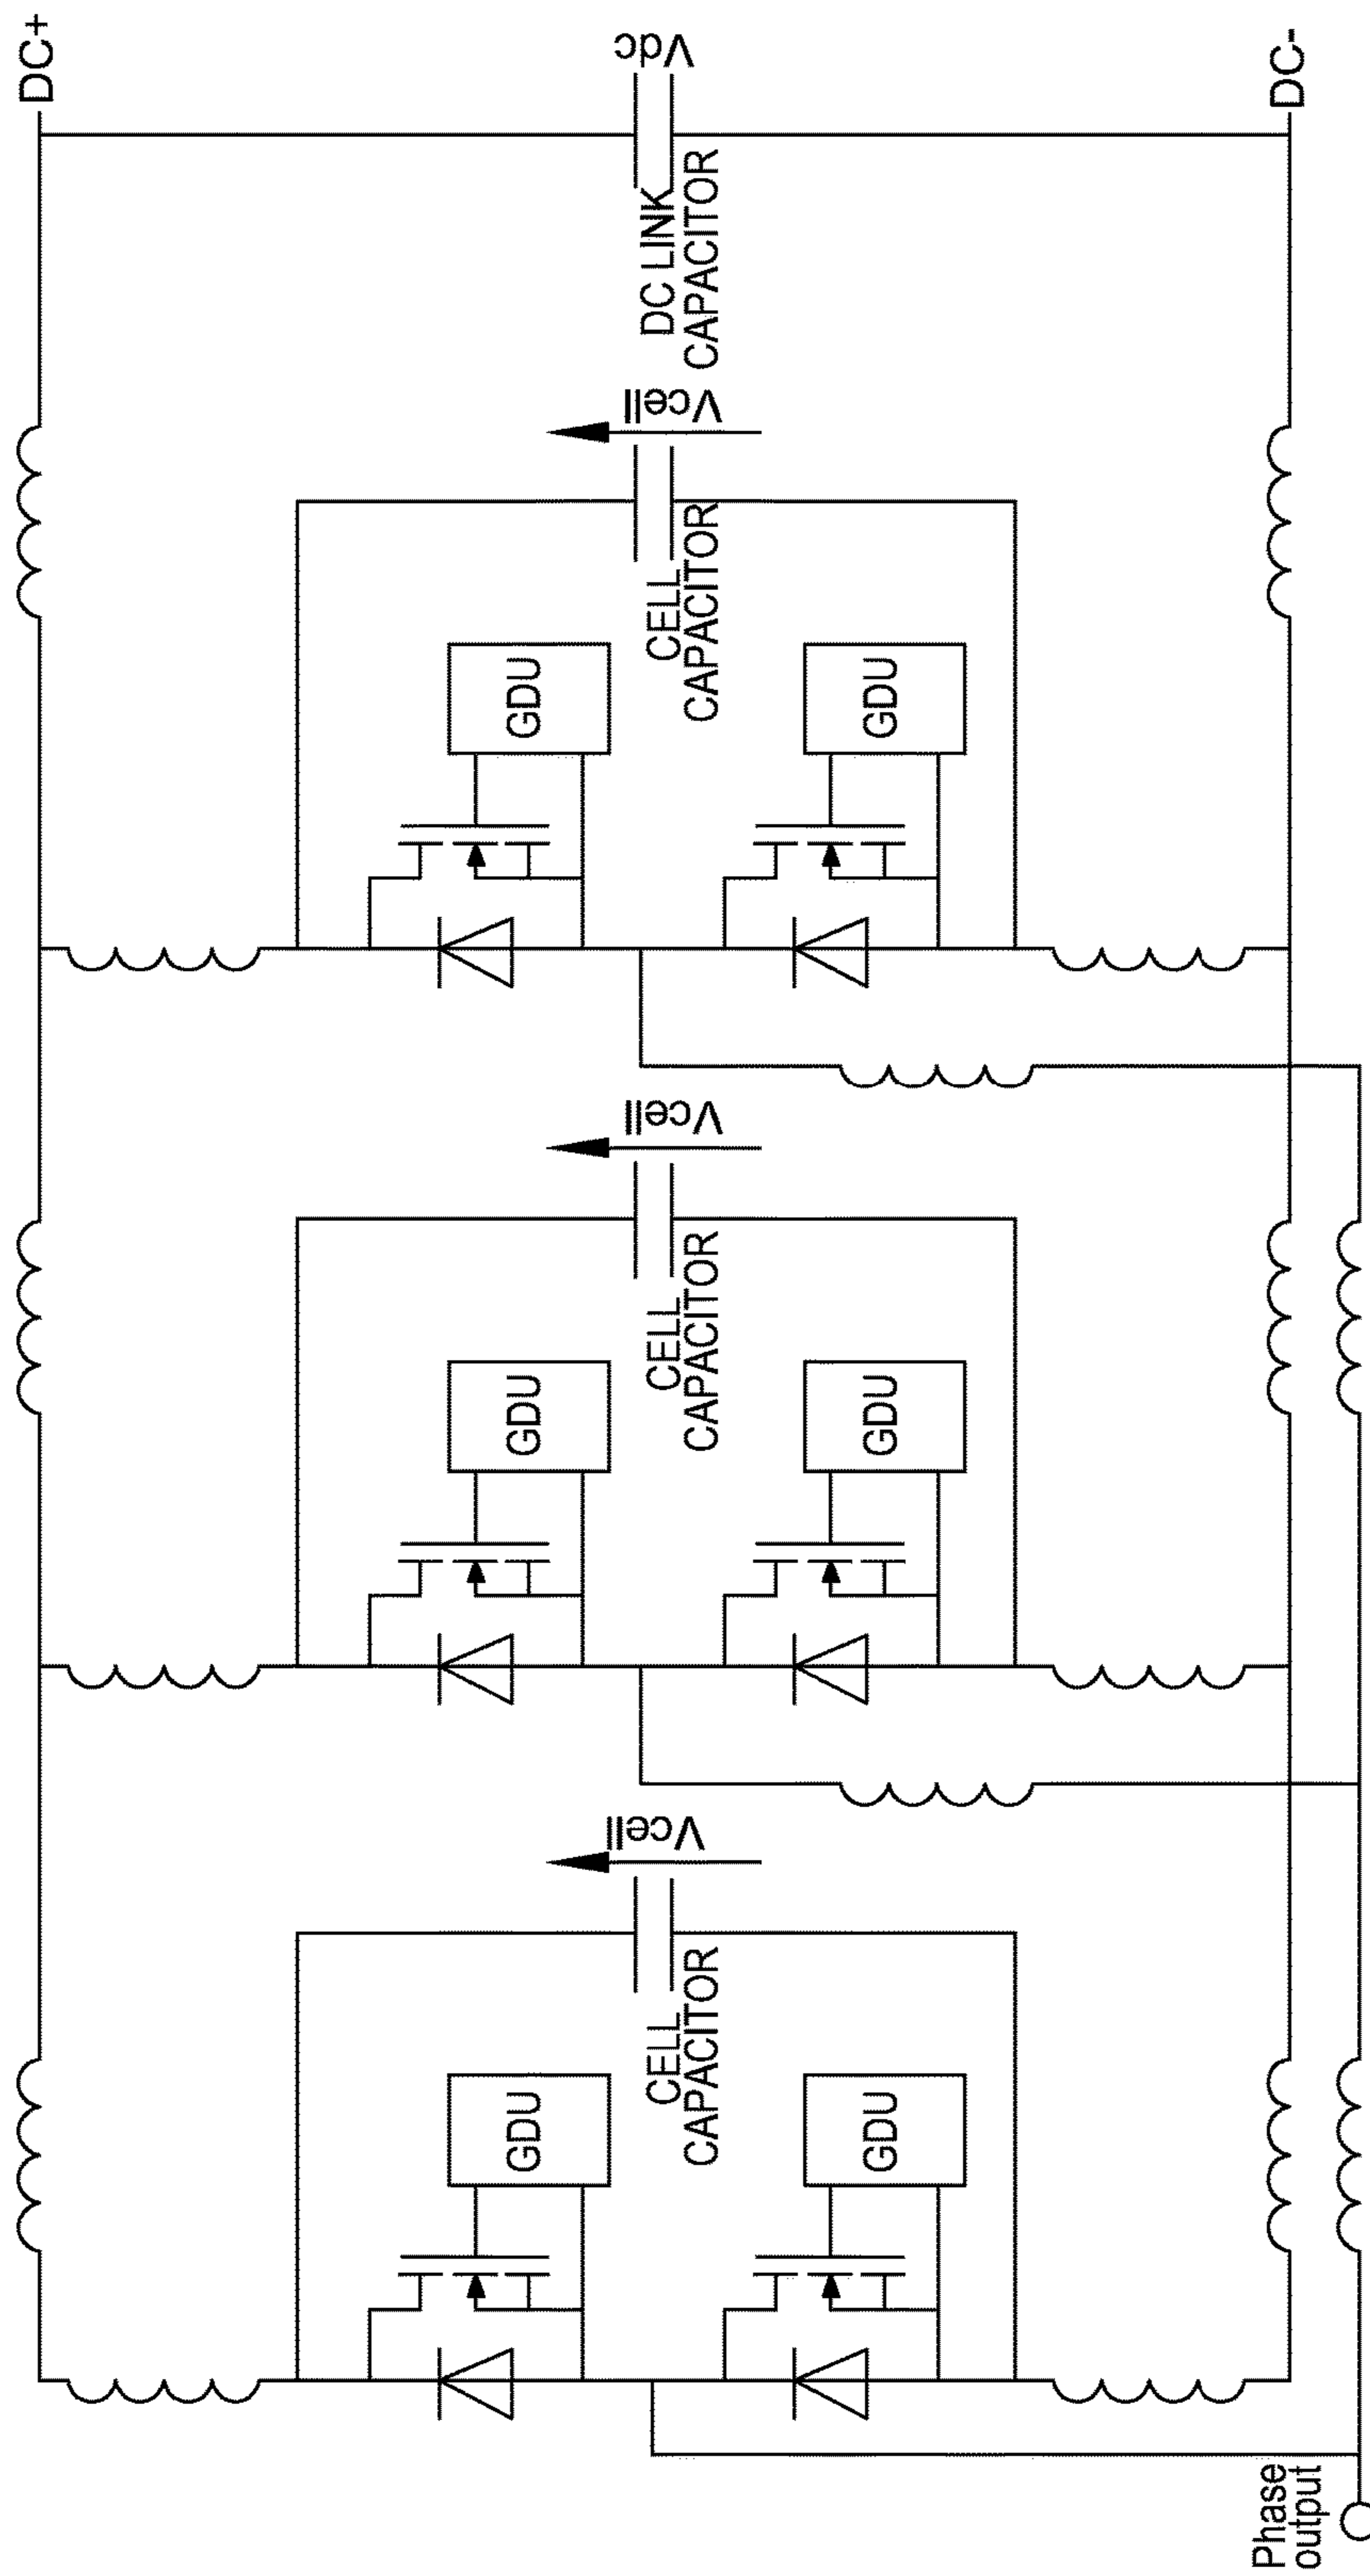 DC+
Vdc
DC LINK
CAPACITOR
DC-
Vcell
CELL
CAPACITOR
GDU
GDU
Vcell
CELL
CAPACITOR
GDU
GDU
Vcell
CELL
CAPACITOR
GDU
GDU
Phase
output